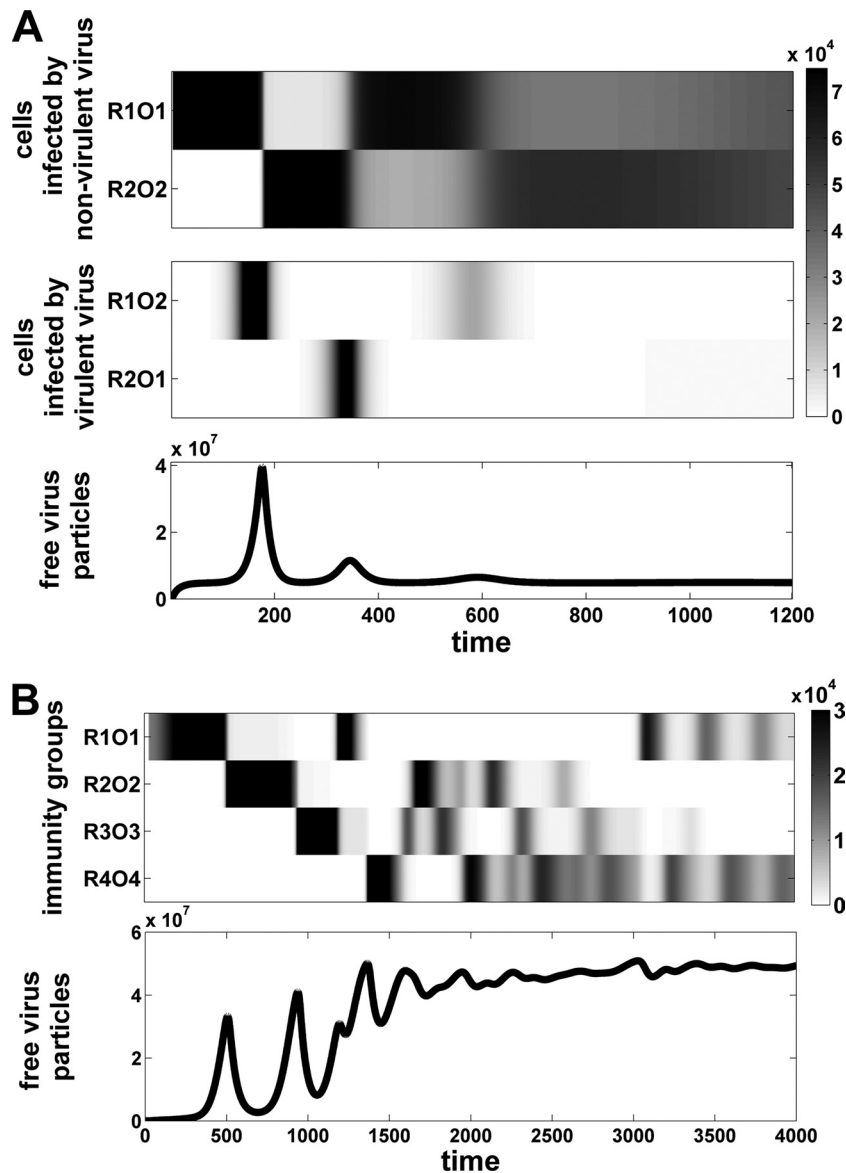 A
x 10^4
cells
infected by
non-virulent virus
R1O1
R2O2
7
6
5
4
3
2
1
0
cells
infected by
virulent virus
R1O2
R2O1
x 10^7
free virus
particles
4
2
0
200 400 600 800 1000 1200
time
B
x10^4
immunity groups
R1O1
R2O2
R3O3
R4O4
3
2
1
0
x 10^7
free virus
particles
6
4
2
0
0 500 1000 1500 2000 2500 3000 3500 4000
time